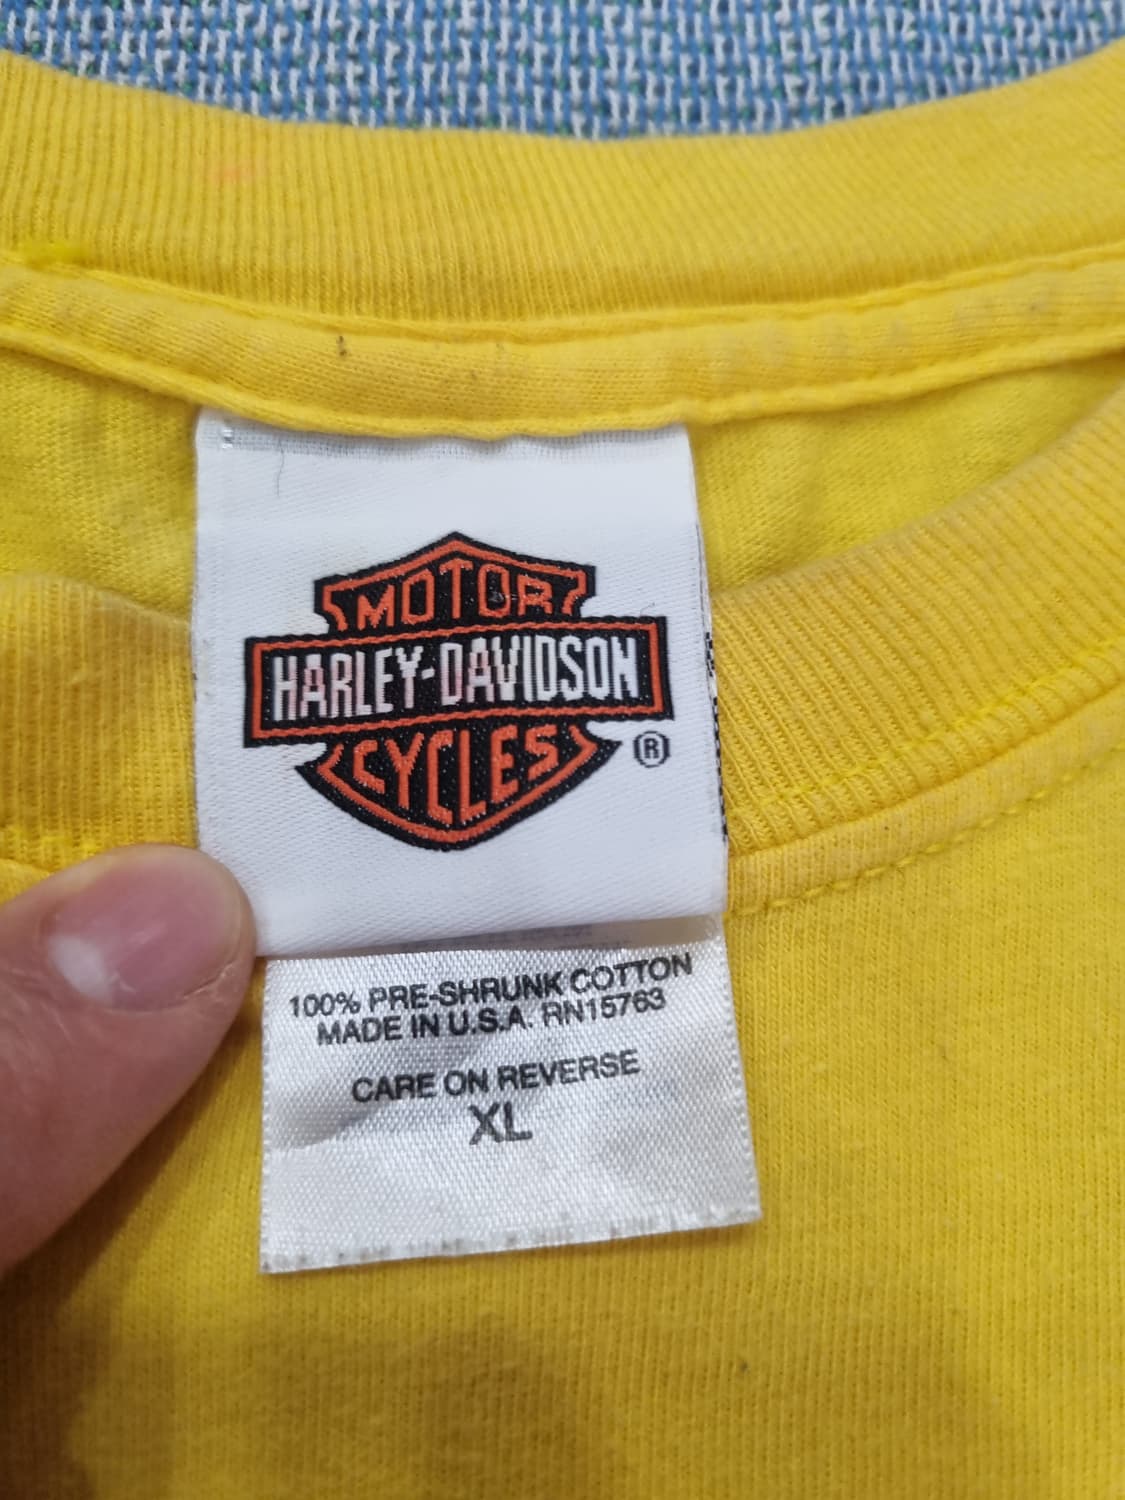 MOTOR
HARLEY-DAVIDSON
CYCLES
®
100% PRE-SHRUNK COTTON
MADE IN U.S.A. RN15763
CARE ON REVERSE
XL